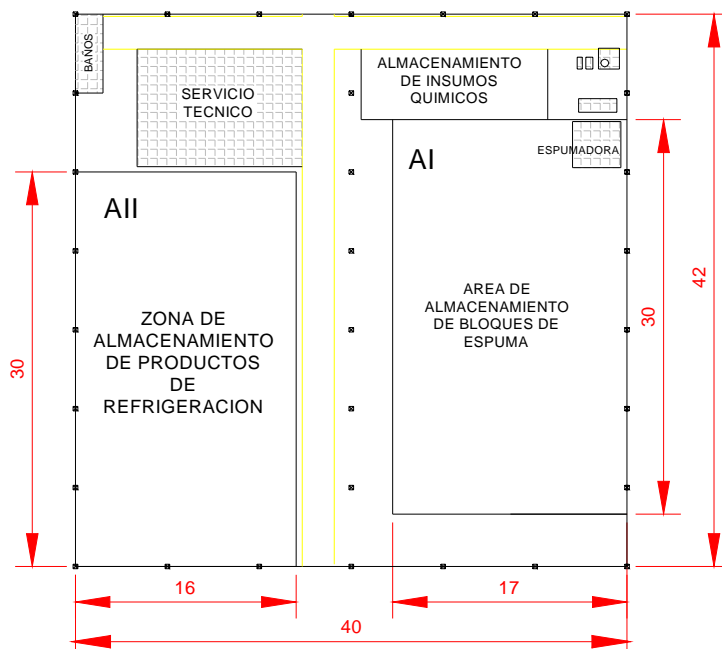 BAÑOS
SERVICIO
TECNICO
ALMACENAMIENTO
DE INSUMOS
QUIMICOS
ESPUMADORA
AI
AII
ZONA DE
ALMACENAMIENTO
DE PRODUCTOS
DE
REFRIGERACION
AREA DE
ALMACENAMIENTO
DE BLOQUES DE
ESPUMA
30
30
42
16
17
40